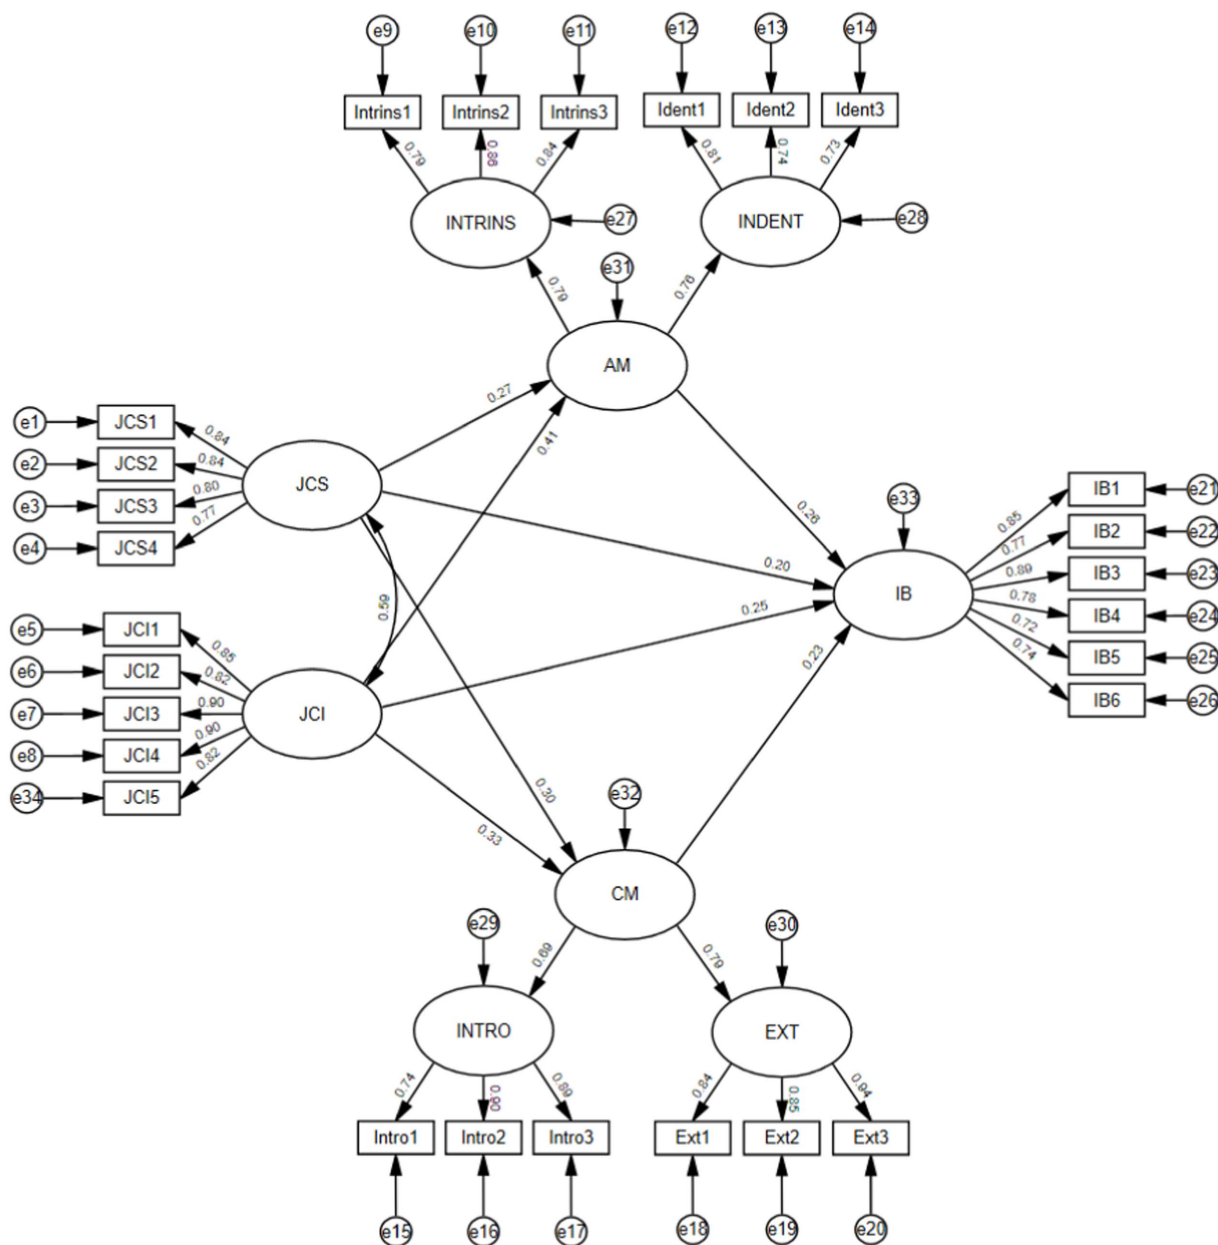 e9 e10 e11 e12 e13 e14
Intrins1 Intrins2 Intrins3 Ident1 Ident2 Ident3
0.79 0.86 0.84 0.81 0.74 0.73
INTRINS e27 INDENT e28
e31
0.79 0.76
AM
0.27
0.41
e1 JCS1 0.84
e2 JCS2 0.84
e3 JCS3 0.80
e4 JCS4 0.77
JCS
0.26
e33
0.20
0.59
0.25
IB
0.85 IB1 e21
0.77 IB2 e22
0.89 IB3 e23
0.78 IB4 e24
0.72 IB5 e25
0.74 IB6 e26
e5 JCI1 0.85
e6 JCI2 0.82
e7 JCI3 0.90
e8 JCI4 0.90
e34 JCI5 0.82
JCI
0.23
0.30
0.33
e32
CM
e29 e30
0.69 0.79
INTRO EXT
0.74 0.90 0.89 0.84 0.85 0.94
Intro1 Intro2 Intro3 Ext1 Ext2 Ext3
e15 e16 e17 e18 e19 e20